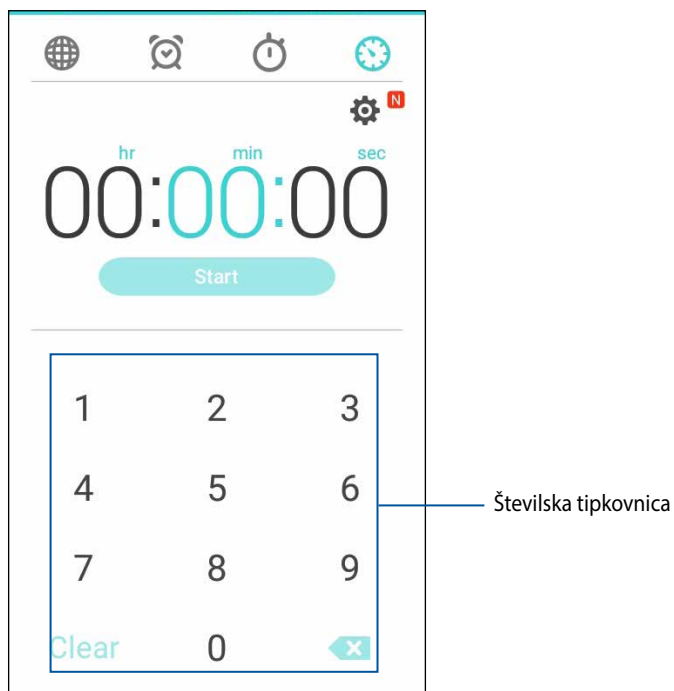 N
hr min sec
00:00:00
Start
1 2 3
4 5 6
Številska tipkovnica
7 8 9
Clear 0